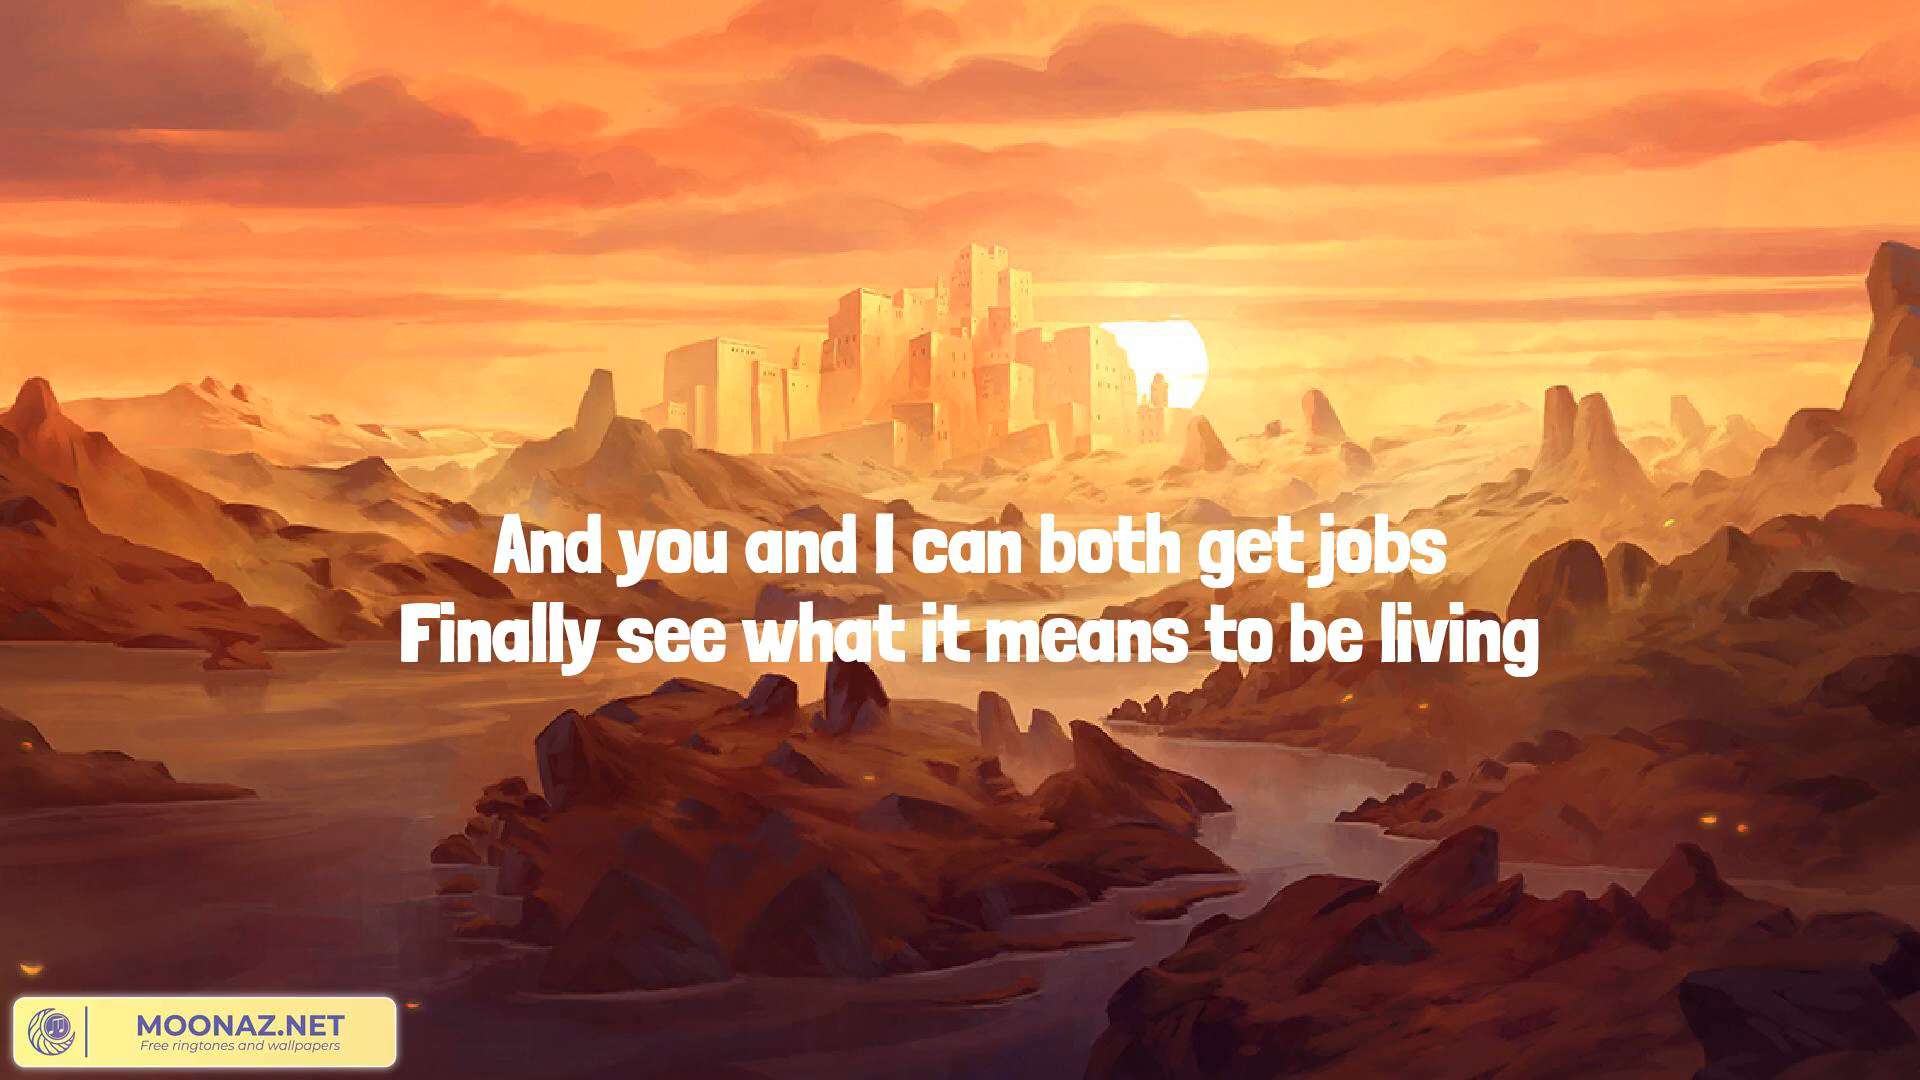 And you and I can both get jobs
Finally see what it means to be living
MOONAZ.NET
Free ringtones and wallpapers